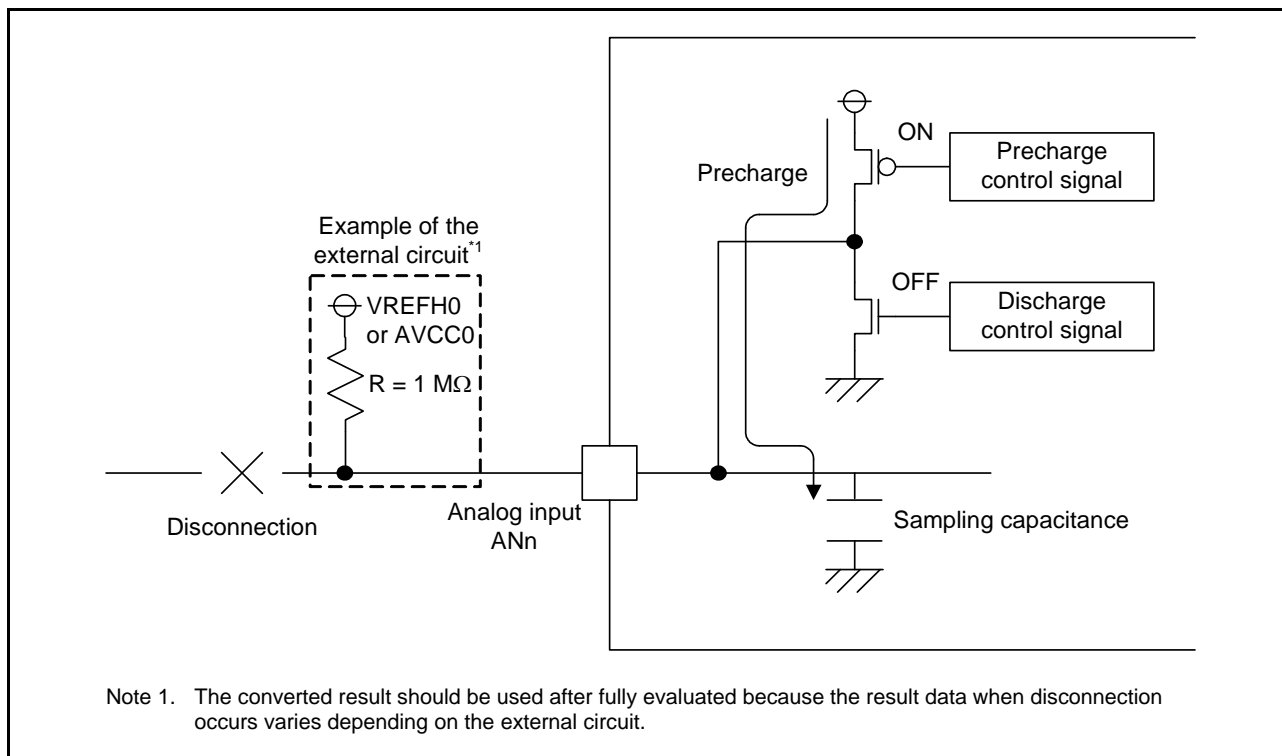 ON
Precharge
control signal
Precharge
Example of the
external circuit*1
OFF
Discharge
control signal
VREFH0
or AVCC0
R = 1 MΩ
Analog input
ANn
Disconnection
Sampling capacitance
Note 1. The converted result should be used after fully evaluated because the result data when disconnection
occurs varies depending on the external circuit.